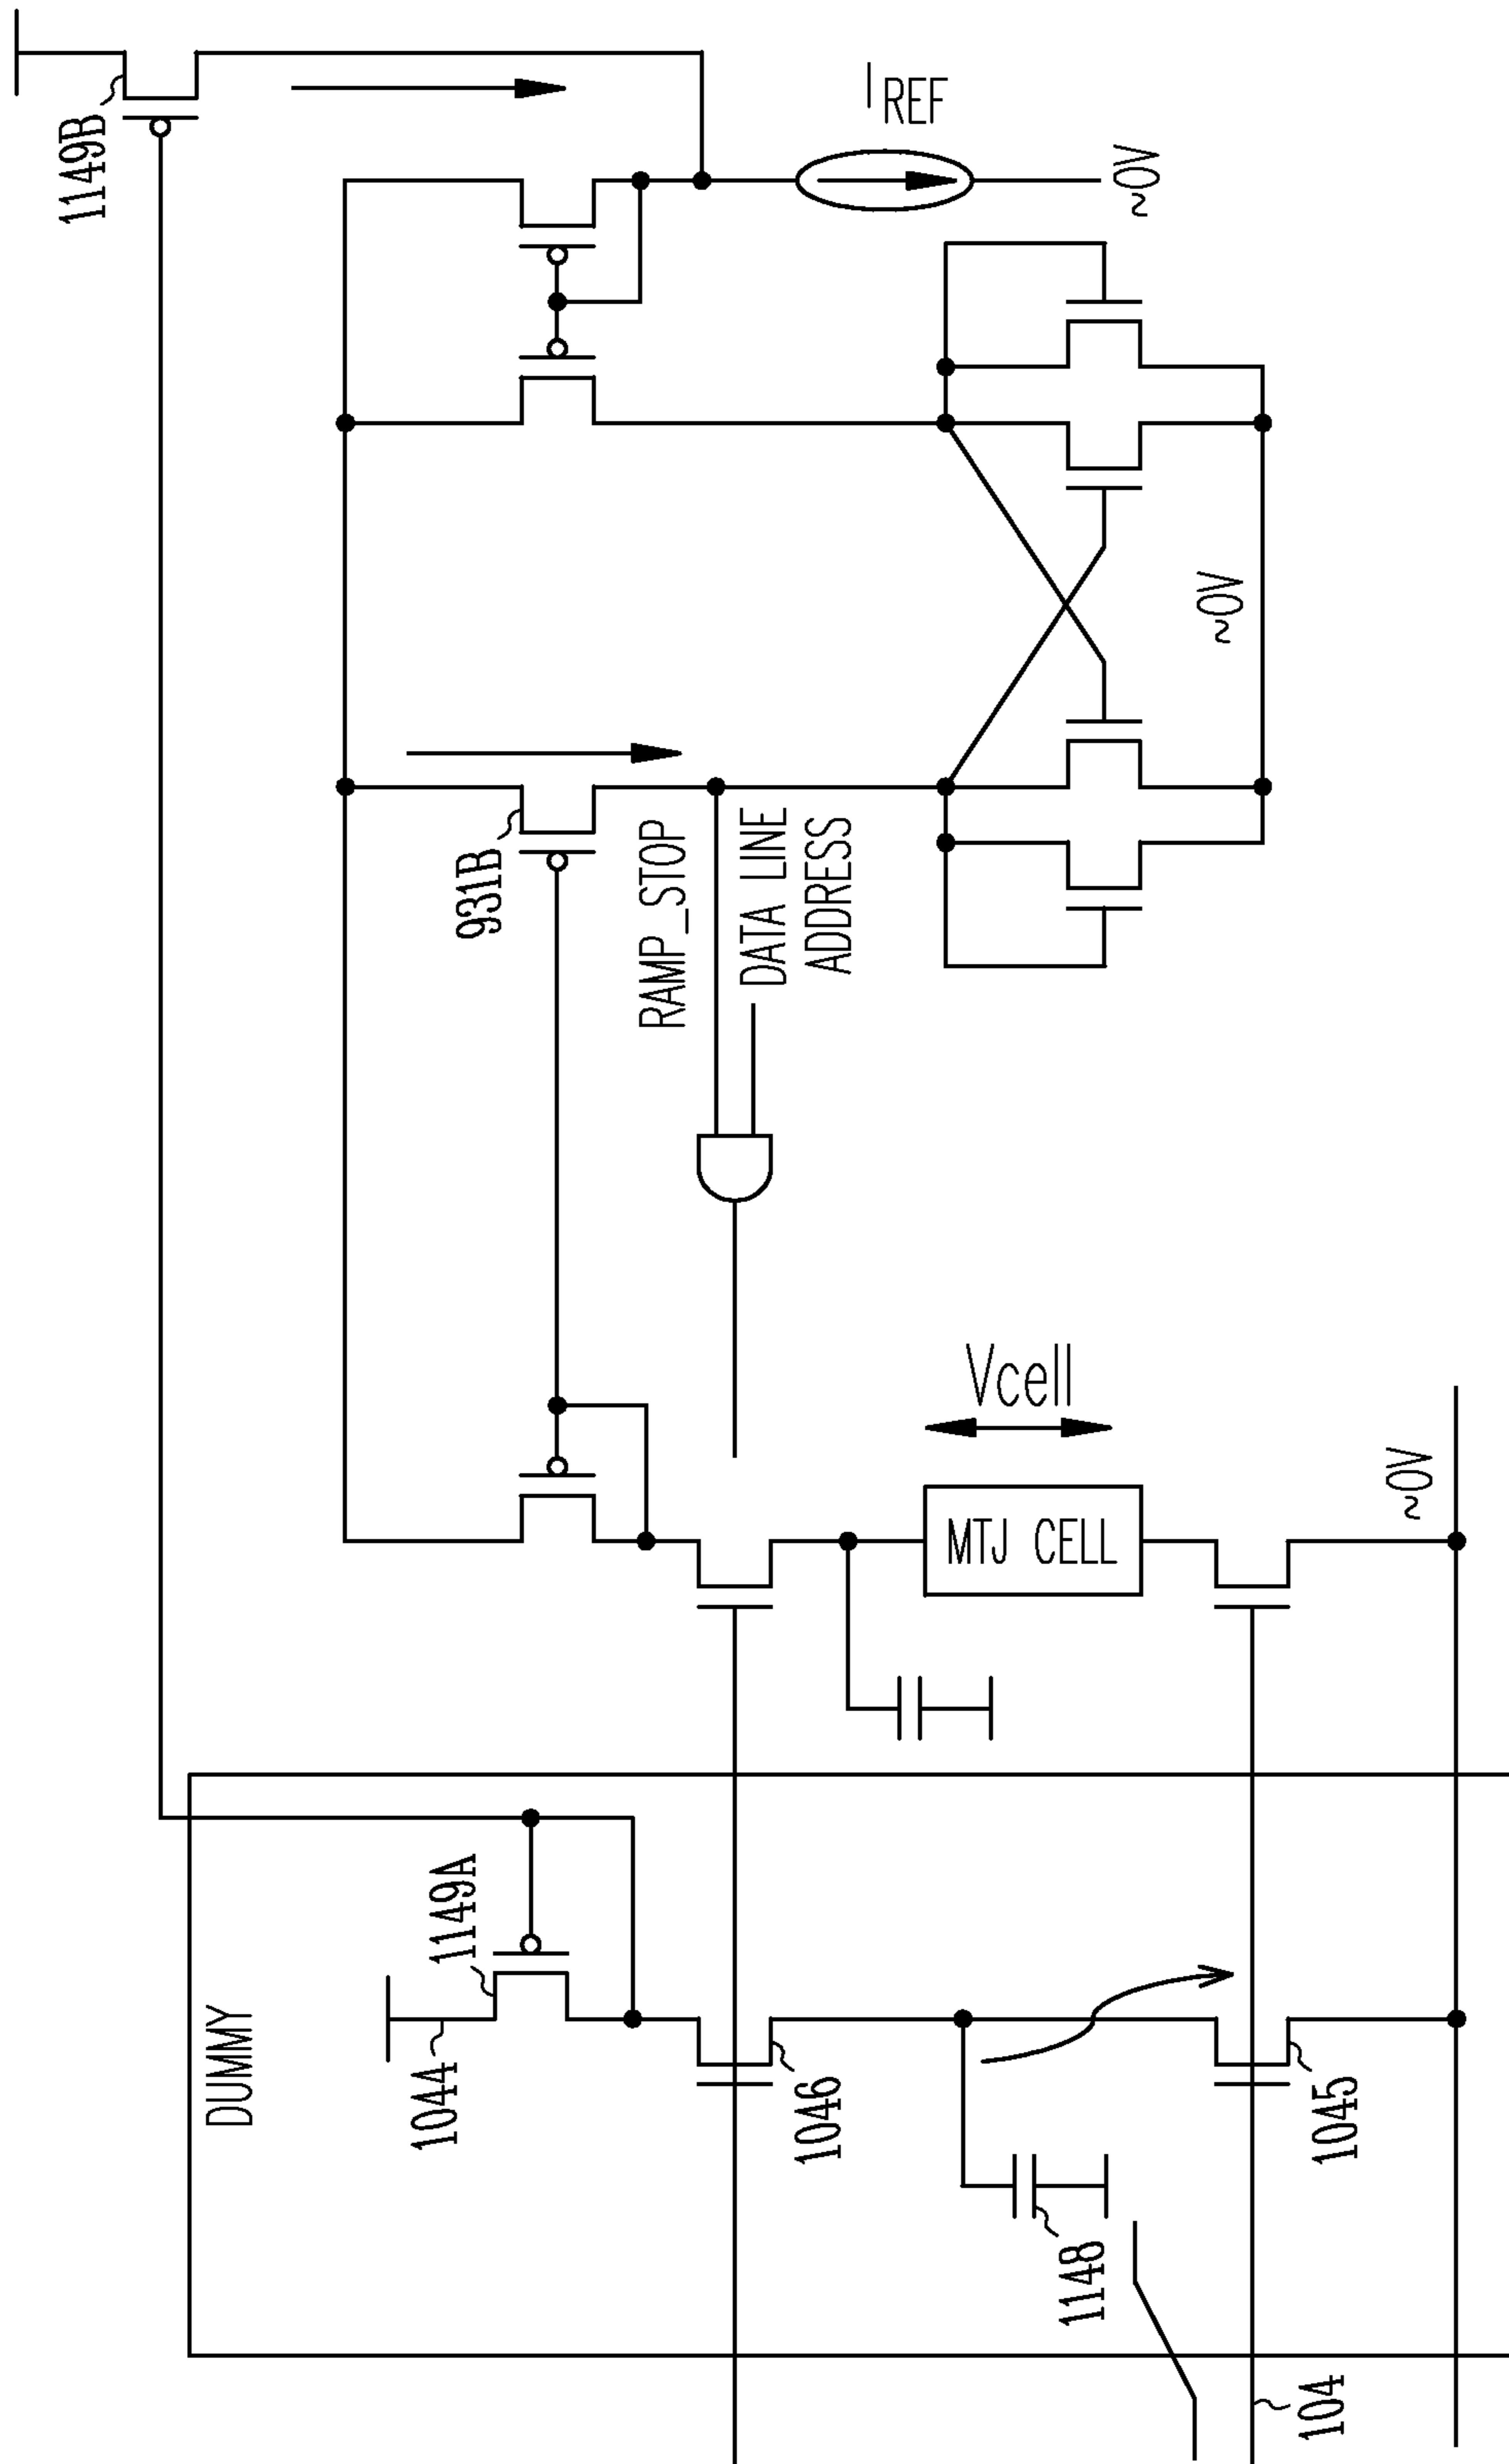 1149B
I REF
~0V
~0V
931B
RAMP_STOP
DATA LINE
ADDRESS
Vcell
MTJ CELL
~0V
DUMMY
1149A
1044
1046
1045
1148
104